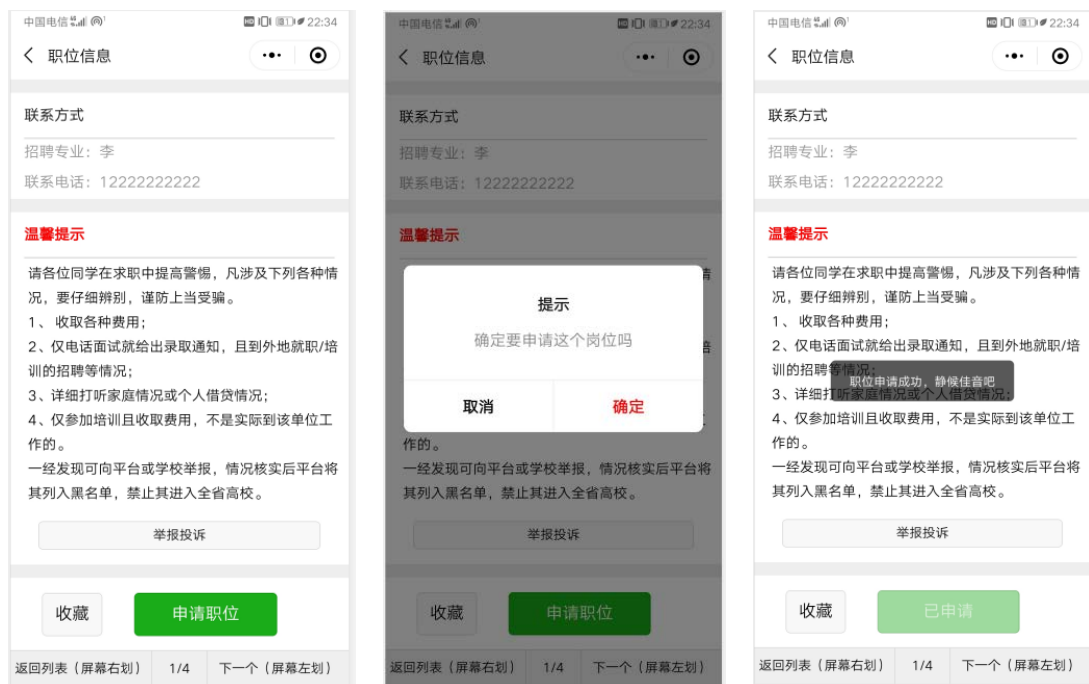 中国电信 22:34
职位信息
联系方式
招聘专业：李
联系电话：12222222222
温馨提示
请各位同学在求职中提高警惕，凡涉及下列各种情
况，要仔细辨别，谨防上当受骗。
1、 收取各种费用；
2、仅电话面试就给出录取通知，且到外地就职/培
训的招聘等情况；
3、详细打听家庭情况或个人借贷情况；
4、仅参加培训且收取费用，不是实际到该单位工
作的。
一经发现可向平台或学校举报，情况核实后平台将
其列入黑名单，禁止其进入全省高校。
举报投诉
收藏 申请职位
返回列表（屏幕右划） 1/4 下一个（屏幕左划）
中国电信 22:34
职位信息
联系方式
招聘专业：李
联系电话：12222222222
温馨提示
情
提示
确定要申请这个岗位吗
培
取消 确定
作的。
一经发现可向平台或学校举报，情况核实后平台将
其列入黑名单，禁止其进入全省高校。
举报投诉
收藏 申请职位
返回列表（屏幕右划） 1/4 下一个（屏幕左划）
中国电信 22:34
职位信息
联系方式
招聘专业：李
联系电话：12222222222
温馨提示
请各位同学在求职中提高警惕，凡涉及下列各种情
况，要仔细辨别，谨防上当受骗。
1、 收取各种费用；
2、仅电话面试就给出录取通知，且到外地就职/培
训的招聘等情况；
职位申请成功，静候佳音吧
3、详细打听家庭情况或个人借贷情况；
4、仅参加培训且收取费用，不是实际到该单位工
作的。
一经发现可向平台或学校举报，情况核实后平台将
其列入黑名单，禁止其进入全省高校。
举报投诉
收藏 已申请
返回列表（屏幕右划） 1/4 下一个（屏幕左划）